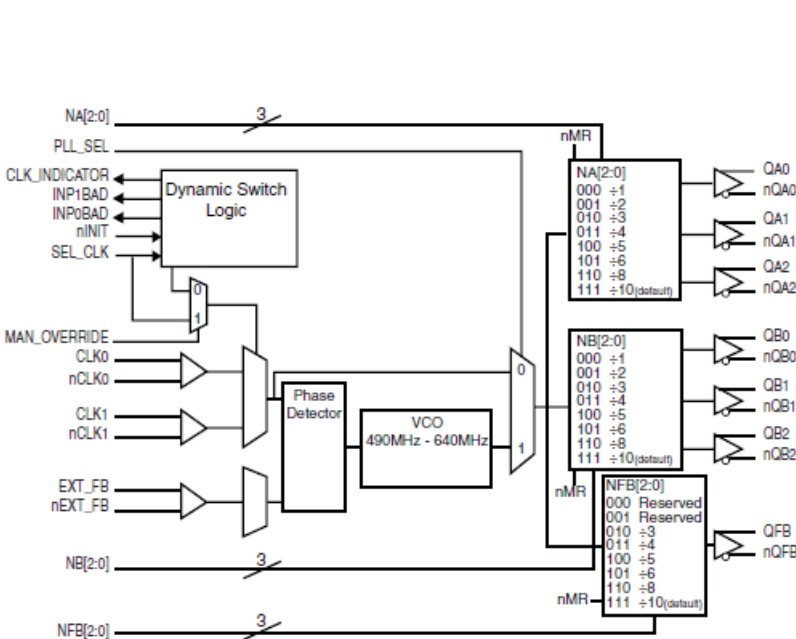 NA[2:0]
3
PLL_SEL
nMR
CLK_INDICATOR
INP1BAD
INP0BAD
nINIT
SEL_CLK
Dynamic Switch
Logic
0
1
MAN_OVERRIDE
CLK0
nCLK0
CLK1
nCLK1
EXT_FB
nEXT_FB
Phase
Detector
VCO
490MHz - 640MHz
0
1
NA[2:0]
000 ÷1
001 ÷2
010 ÷3
011 ÷4
100 ÷5
101 ÷6
110 ÷8
111 ÷10(default)
QA0
nQA0
QA1
nQA1
QA2
nQA2
NB[2:0]
000 ÷1
001 ÷2
010 ÷3
011 ÷4
100 ÷5
101 ÷6
110 ÷8
111 ÷10(default)
QB0
nQB0
QB1
nQB1
QB2
nQB2
nMR
NFB[2:0]
000 Reserved
001 Reserved
010 ÷3
011 ÷4
100 ÷5
101 ÷6
110 ÷8
111 ÷10(default)
QFB
nQFB
nMR
NB[2:0]
3
NFB[2:0]
3